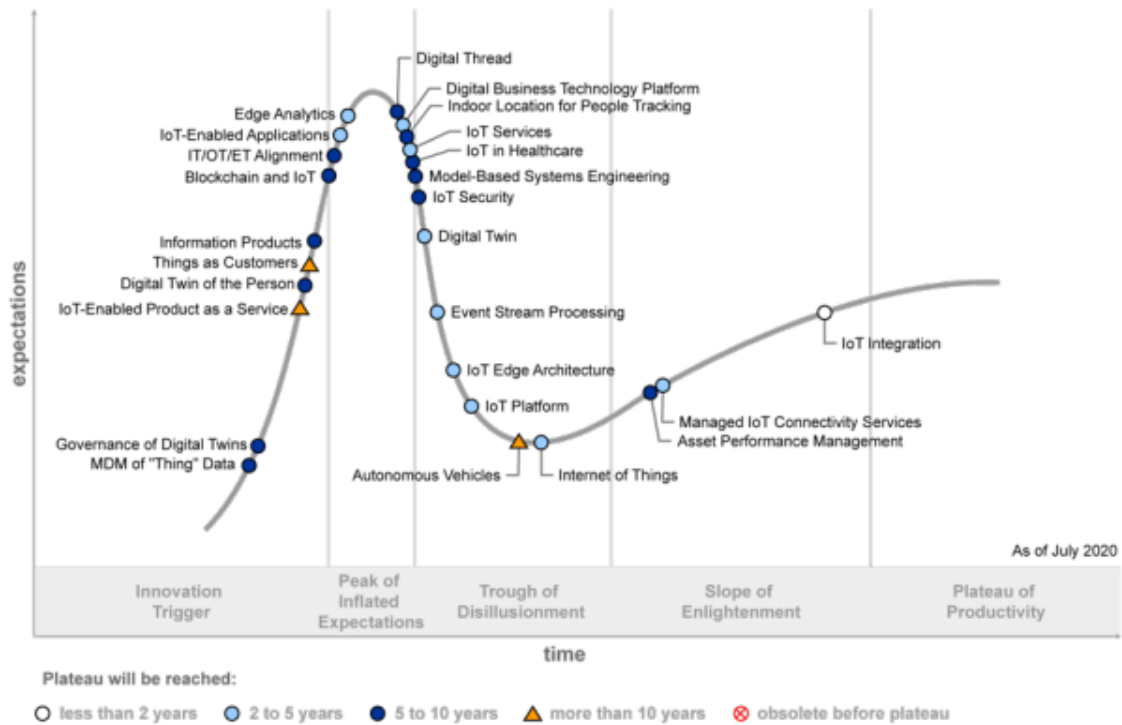 Digital Thread
Digital Business Technology Platform
Indoor Location for People Tracking
Edge Analytics
IoT-Enabled Applications
IoT Services
IT/OT/ET Alignment
IoT in Healthcare
Blockchain and IoT
Model-Based Systems Engineering
IoT Security
Information Products
Digital Twin
Things as Customers
Digital Twin of the Person
IoT-Enabled Product as a Service
Event Stream Processing
IoT Integration
IoT Edge Architecture
IoT Platform
Managed IoT Connectivity Services
Asset Performance Management
Governance of Digital Twins
MDM of "Thing" Data
Autonomous Vehicles
Internet of Things
expectations
As of July 2020
Innovation
Trigger
Peak of
Inflated
Expectations
Trough of
Disillusionment
Slope of
Enlightenment
Plateau of
Productivity
time
Plateau will be reached:
less than 2 years
2 to 5 years
5 to 10 years
more than 10 years
obsolete before plateau